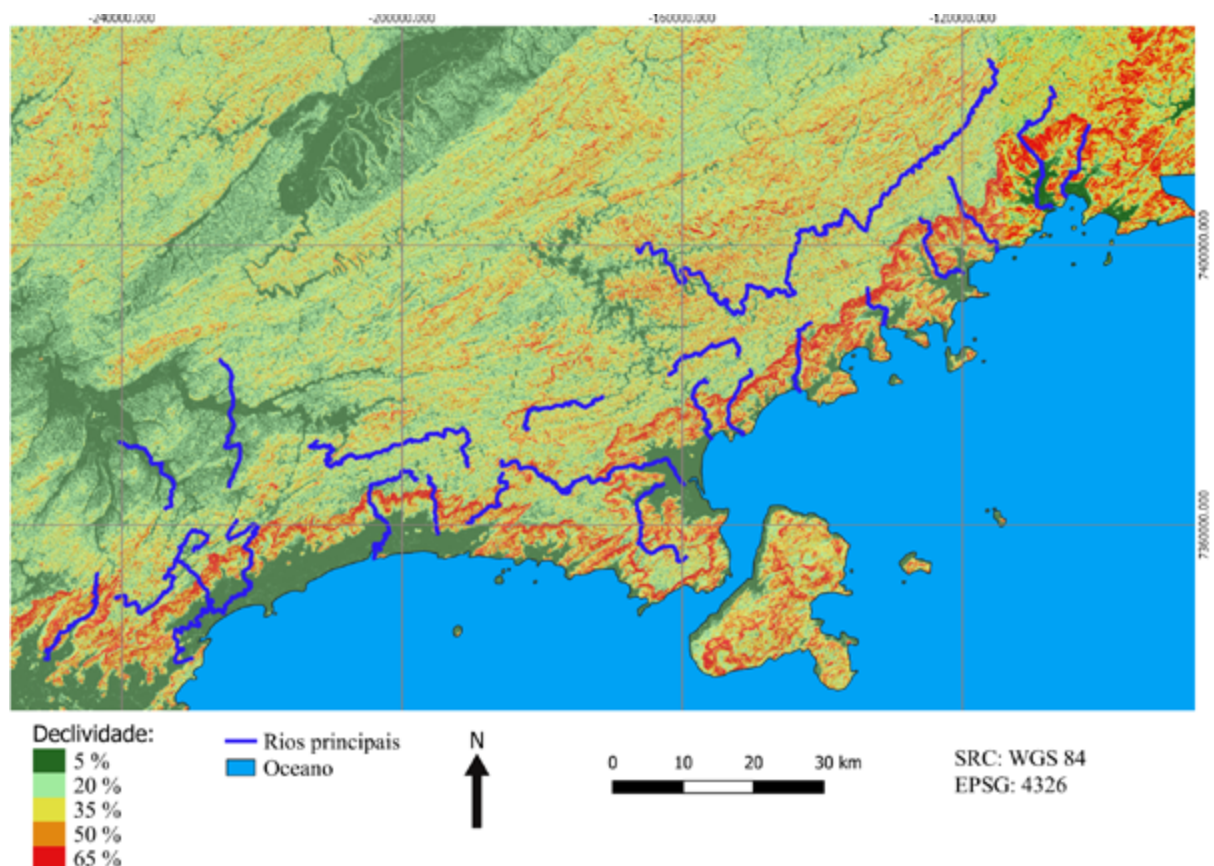 -240000.000 -200000.000 -160000.000 -120000.000
7400000.000
7360000.000
Declividade:
5 %
20 %
35 %
50 %
65 %
Rios principais
Oceano
N
0 10 20 30 km
SRC: WGS 84
EPSG: 4326